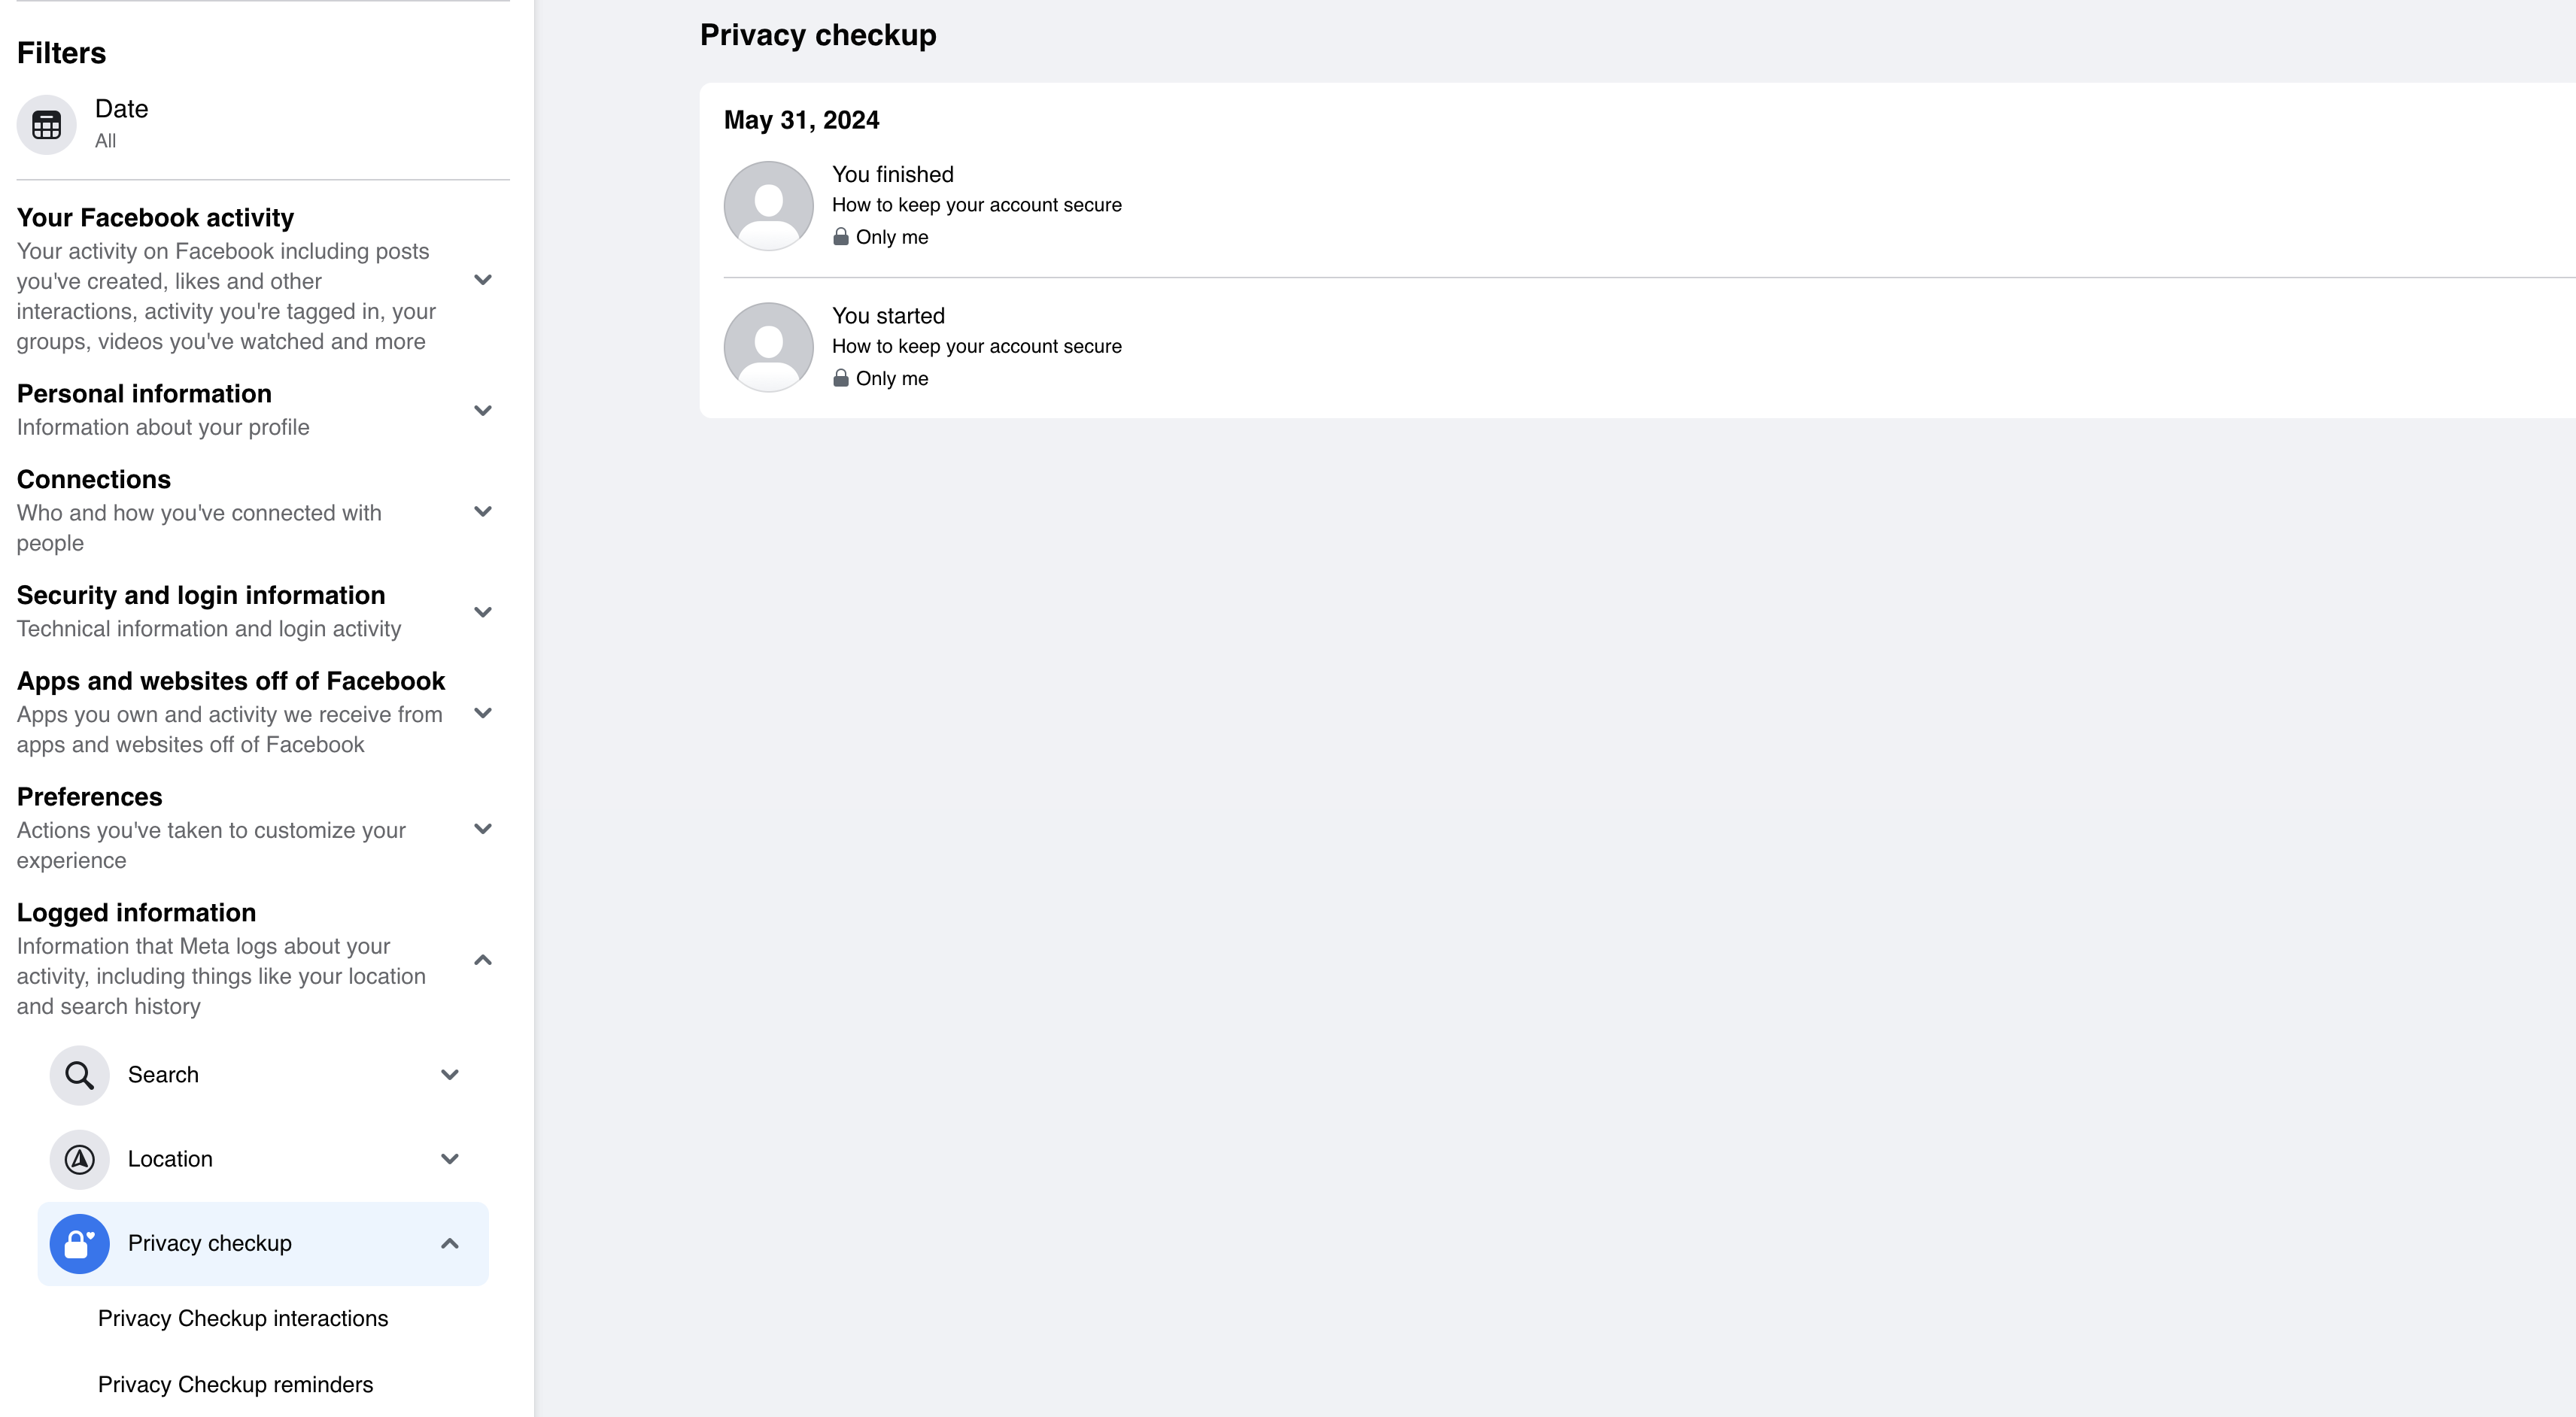 Filters
Date
All
Your Facebook activity
Your activity on Facebook including posts
you've created, likes and other
interactions, activity you're tagged in, your
groups, videos you've watched and more
Personal information
Information about your profile
Connections
Who and how you've connected with
people
Security and login information
Technical information and login activity
Apps and websites off of Facebook
Apps you own and activity we receive from
apps and websites off of Facebook
Preferences
Actions you've taken to customize your
experience
Logged information
Information that Meta logs about your
activity, including things like your location
and search history
Search
Location
Privacy checkup
Privacy Checkup interactions
Privacy Checkup reminders
Privacy checkup
May 31, 2024
You finished
How to keep your account secure
Only me
You started
How to keep your account secure
Only me